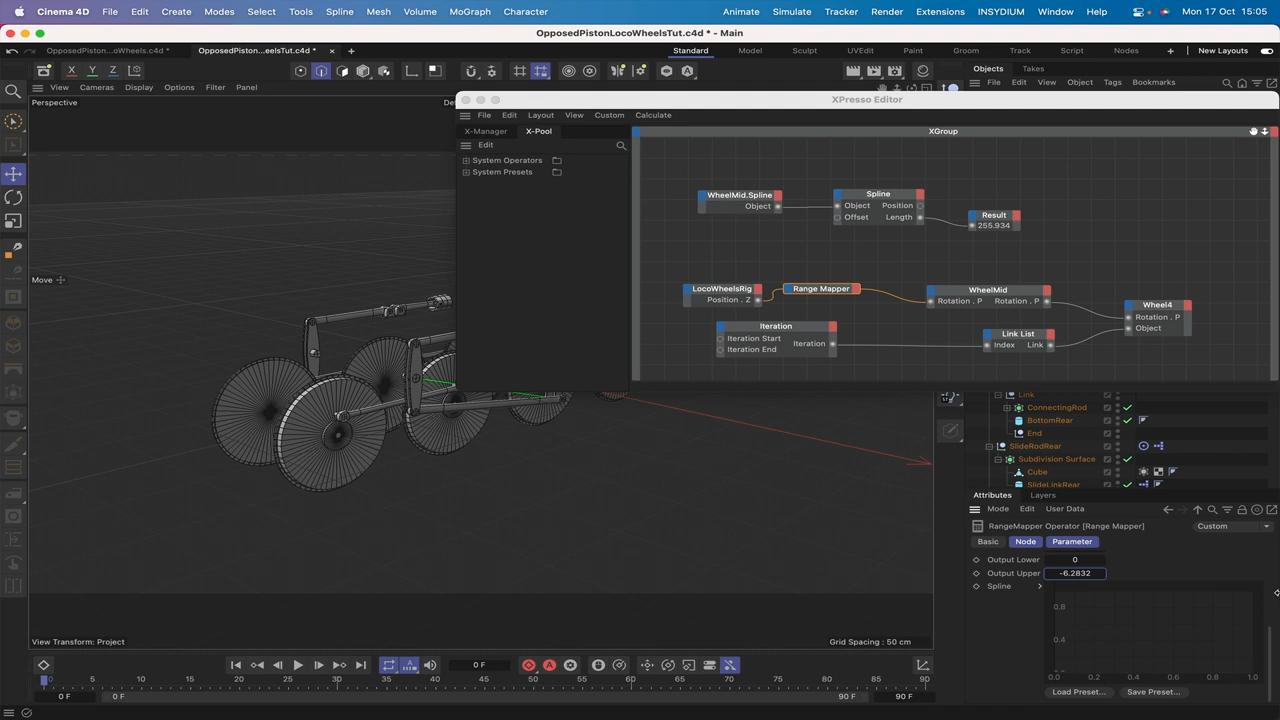 Cinema 4D File Edit Create Modes Select Tools Spline Mesh Volume MoGraph Character Animate Simulate Tracker Render Extensions INSYDIUM Window Help Mon 17 Oct 15:05
OpposedPistonLocoWheelsTut.c4d * - Main
OpposedPiston...oWheels.c4d * OpposedPiston...eelsTut.c4d * Standard Model Sculpt UVEdit Paint Groom Track Script Nodes New Layouts
X Y Z Objects Takes
View Cameras Display Options Filter Panel File Edit View Object Tags Bookmarks
Perspective XPresso Editor
File Edit Layout View Custom Calculate
X-Manager X-Pool XGroup
Edit
System Operators
System Presets
WheelMid.Spline Spline
Object Object Position
Offset Length
Result
255.934
Move
LocoWheelsRig Range Mapper WheelMid
Position . Z Rotation . P Rotation . P
Wheel4
Rotation . P
Object
Iteration
Iteration Start Iteration
Iteration End
Link List
Index Link
Link
ConnectingRod
BottomRear
End
SlideRodRear
Subdivision Surface
Cube
SlideLinkRear
Attributes Layers
Mode Edit User Data
RangeMapper Operator [Range Mapper] Custom
Basic Node Parameter
Output Lower 0
Output Upper -6.2832
Spline
0.8
0.4
0.0 0.2 0.4 0.6 0.8 1.0
Load Preset... Save Preset...
View Transform: Project Grid Spacing : 50 cm
0 F
0 5 10 15 20 25 30 35 40 45 50 55 60 65 70 75 80 85 90
0 F 0 F 90 F 90 F